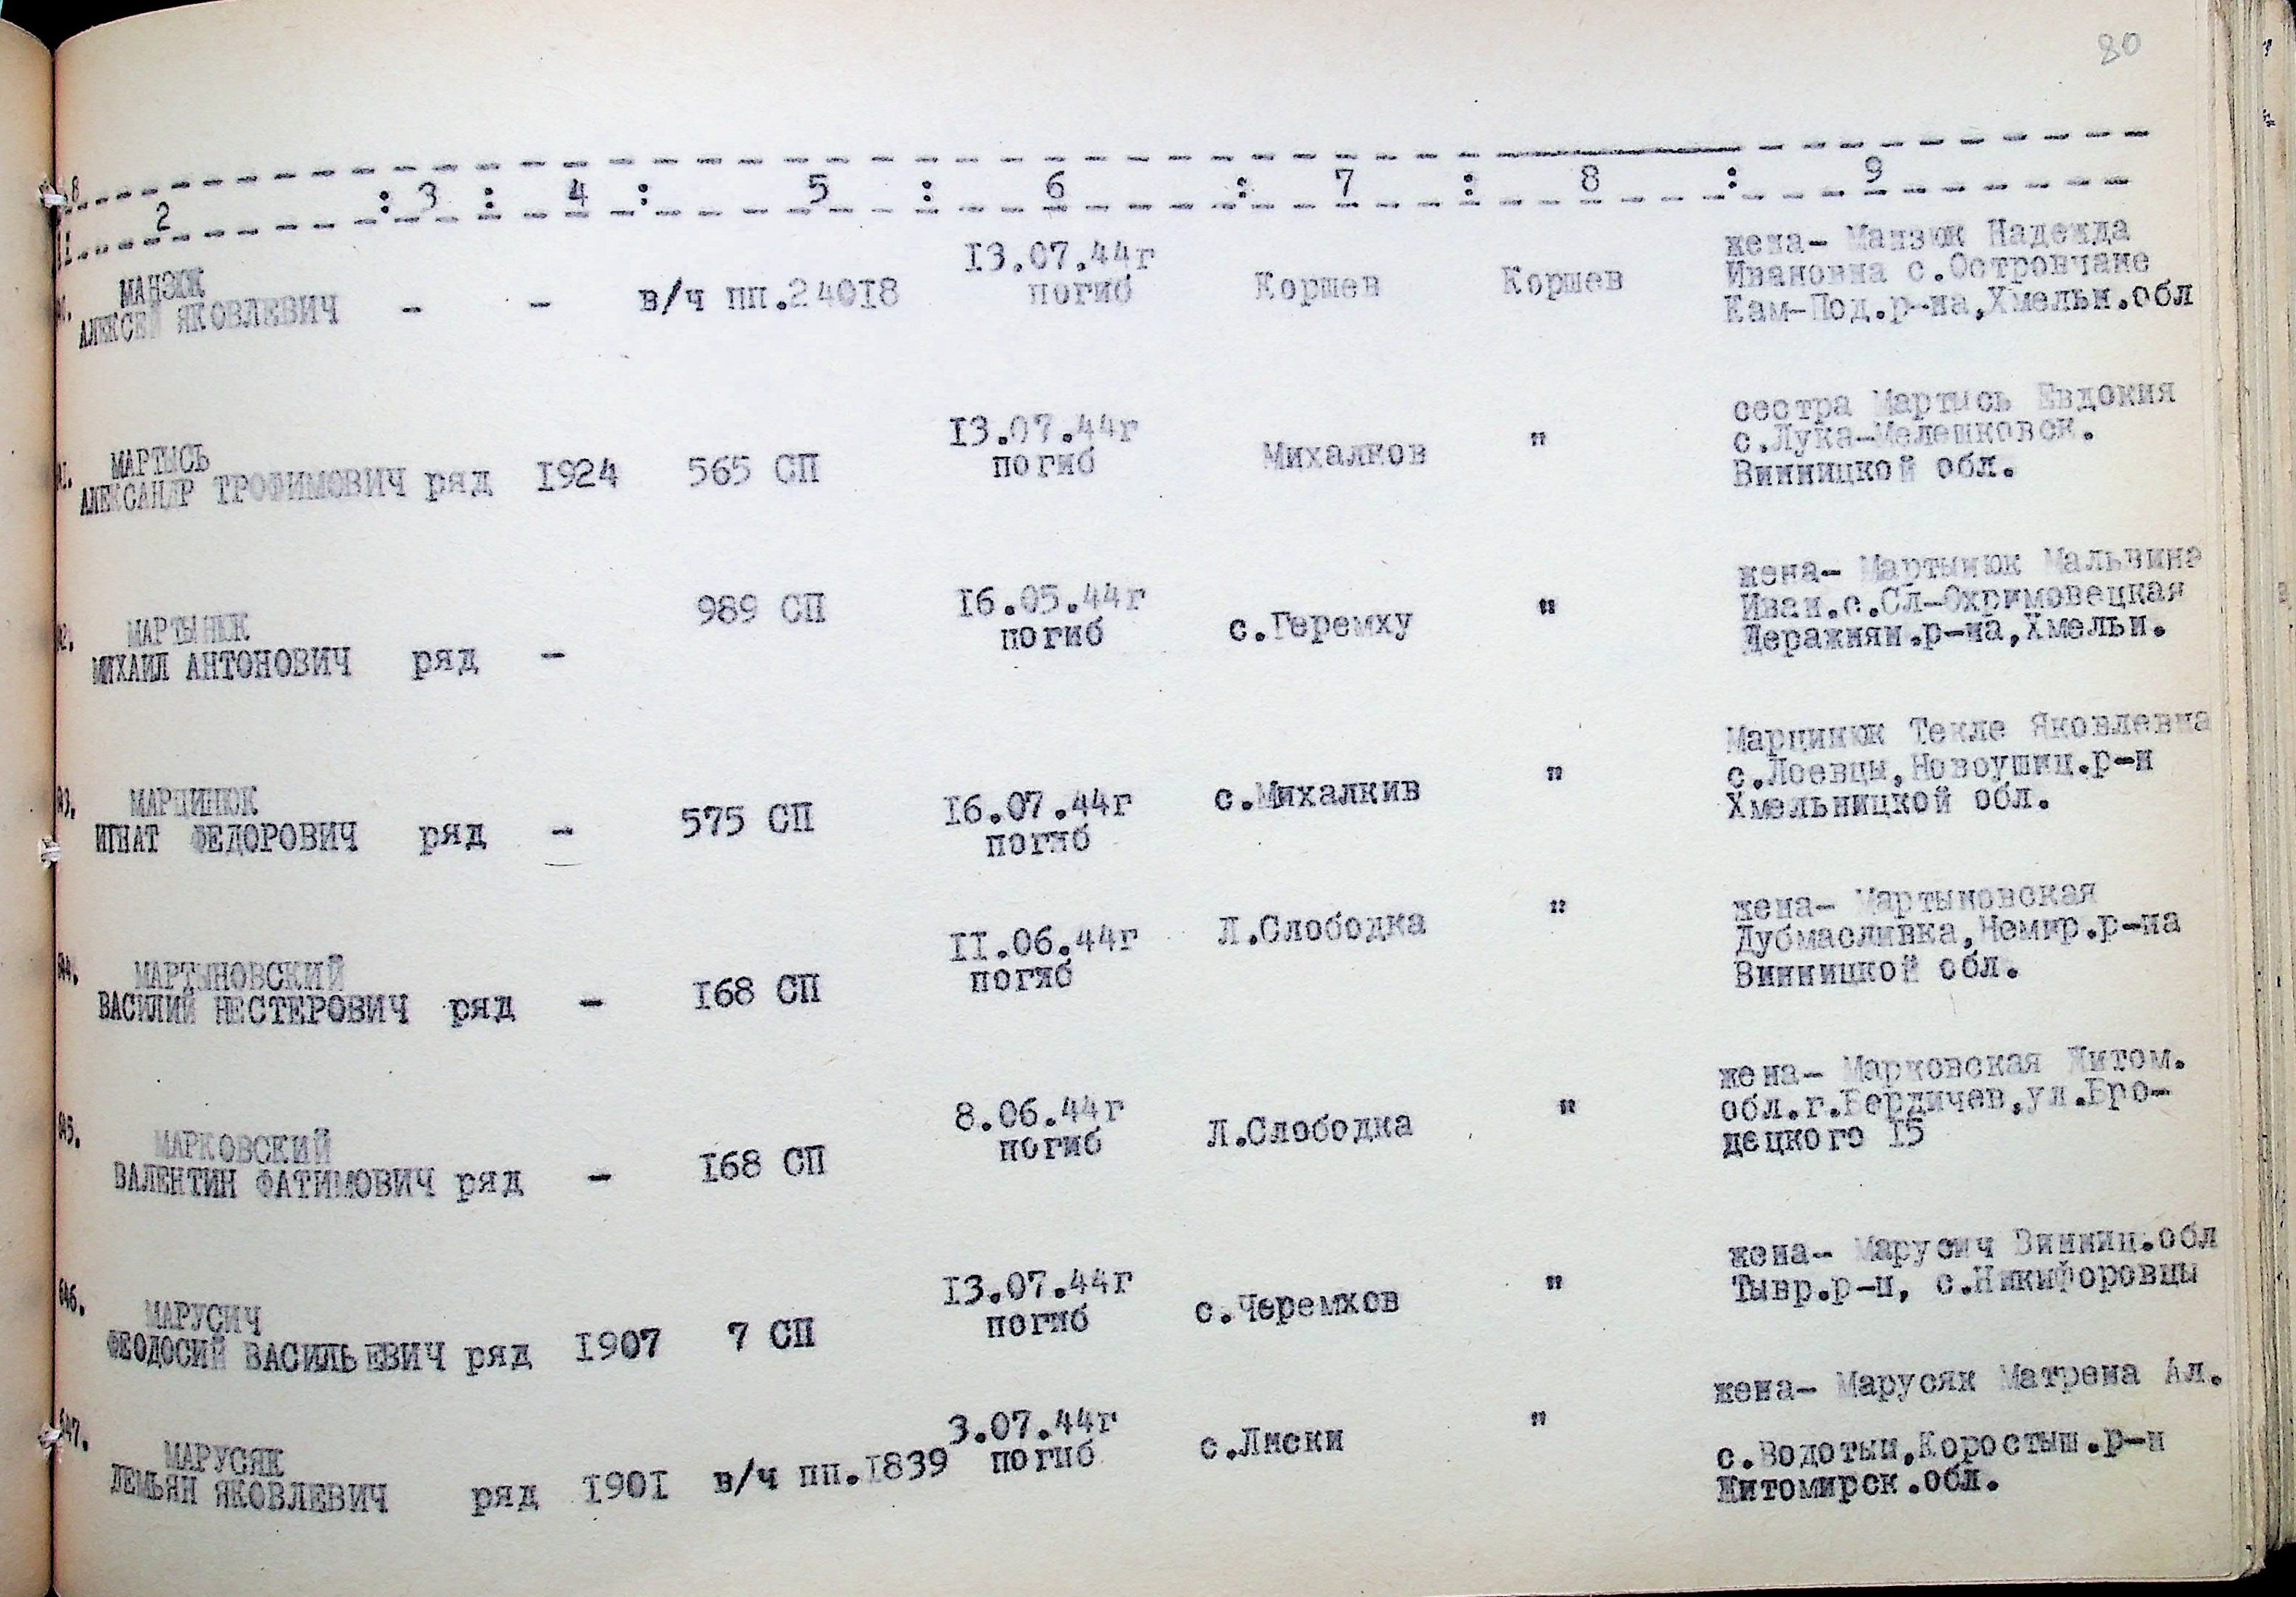 80
2 : 3 : 4 : 5 : 6 : 7 : 8 : 9
МАНЗЮК
АЛЕКСЕЙ ЯКОВЛЕВИЧ - - в/ч пп.24018 13.07.44г погиб Коршев Коршев
жена- Манзюк Надежда
Ивановна с.Островчане
Кам-Под.р-на,Хмельн.обл
МАРТЫСЬ
АЛЕКСАНДР ТРОФИМОВИЧ ряд 1924 565 СП 13.07.44г погиб Михалков "
сестра Мартысь Евдокия
с.Лука-Мелешковск.
Винницкой обл.
МАРТЫНЮК
МИХАИЛ АНТОНОВИЧ ряд - 989 СП 16.05.44г погиб с.Геремху "
жена- Мартынюк Мальвина
Иван.с.Сл-Охримовецкая
Деражнян.р-на,Хмельн.
МАРЦИНЮК
ИГНАТ ФЕДОРОВИЧ ряд - 575 СП 16.07.44г погиб с.Михалкив "
Марцинюк Текле Яковлевна
с.Лоевцы,Новоушиц.р-н
Хмельницкой обл.
МАРТЫНОВСКИЙ
ВАСИЛИЙ НЕСТЕРОВИЧ ряд - 168 СП 11.06.44г погиб Л.Слободка "
жена- Мартыновская
Дубмасливка,Немир.р-на
Винницкой обл.
МАРКОВСКИЙ
ВАЛЕНТИН ФАТИМОВИЧ ряд - 168 СП 8.06.44г погиб Л.Слободка "
жена- Марковская Житом.
обл.г.Бердичев,ул.Бро-
децкого 15
646.
МАРУСИЧ
ФЕОДОСИЙ ВАСИЛЬЕВИЧ ряд 1907 7 СП 13.07.44г погиб с.Черемхов "
жена- Марусич Винниц.обл
Тывр.р-н, с.Никифоровцы
647.
МАРУСЯК
ДЕМЬЯН ЯКОВЛЕВИЧ ряд 1901 в/ч пп.1839 3.07.44г погиб с.Лиски "
жена- Марусяк Матрена Ал.
с.Водотыи,Коростыш.р-н
Житомирск.обл.